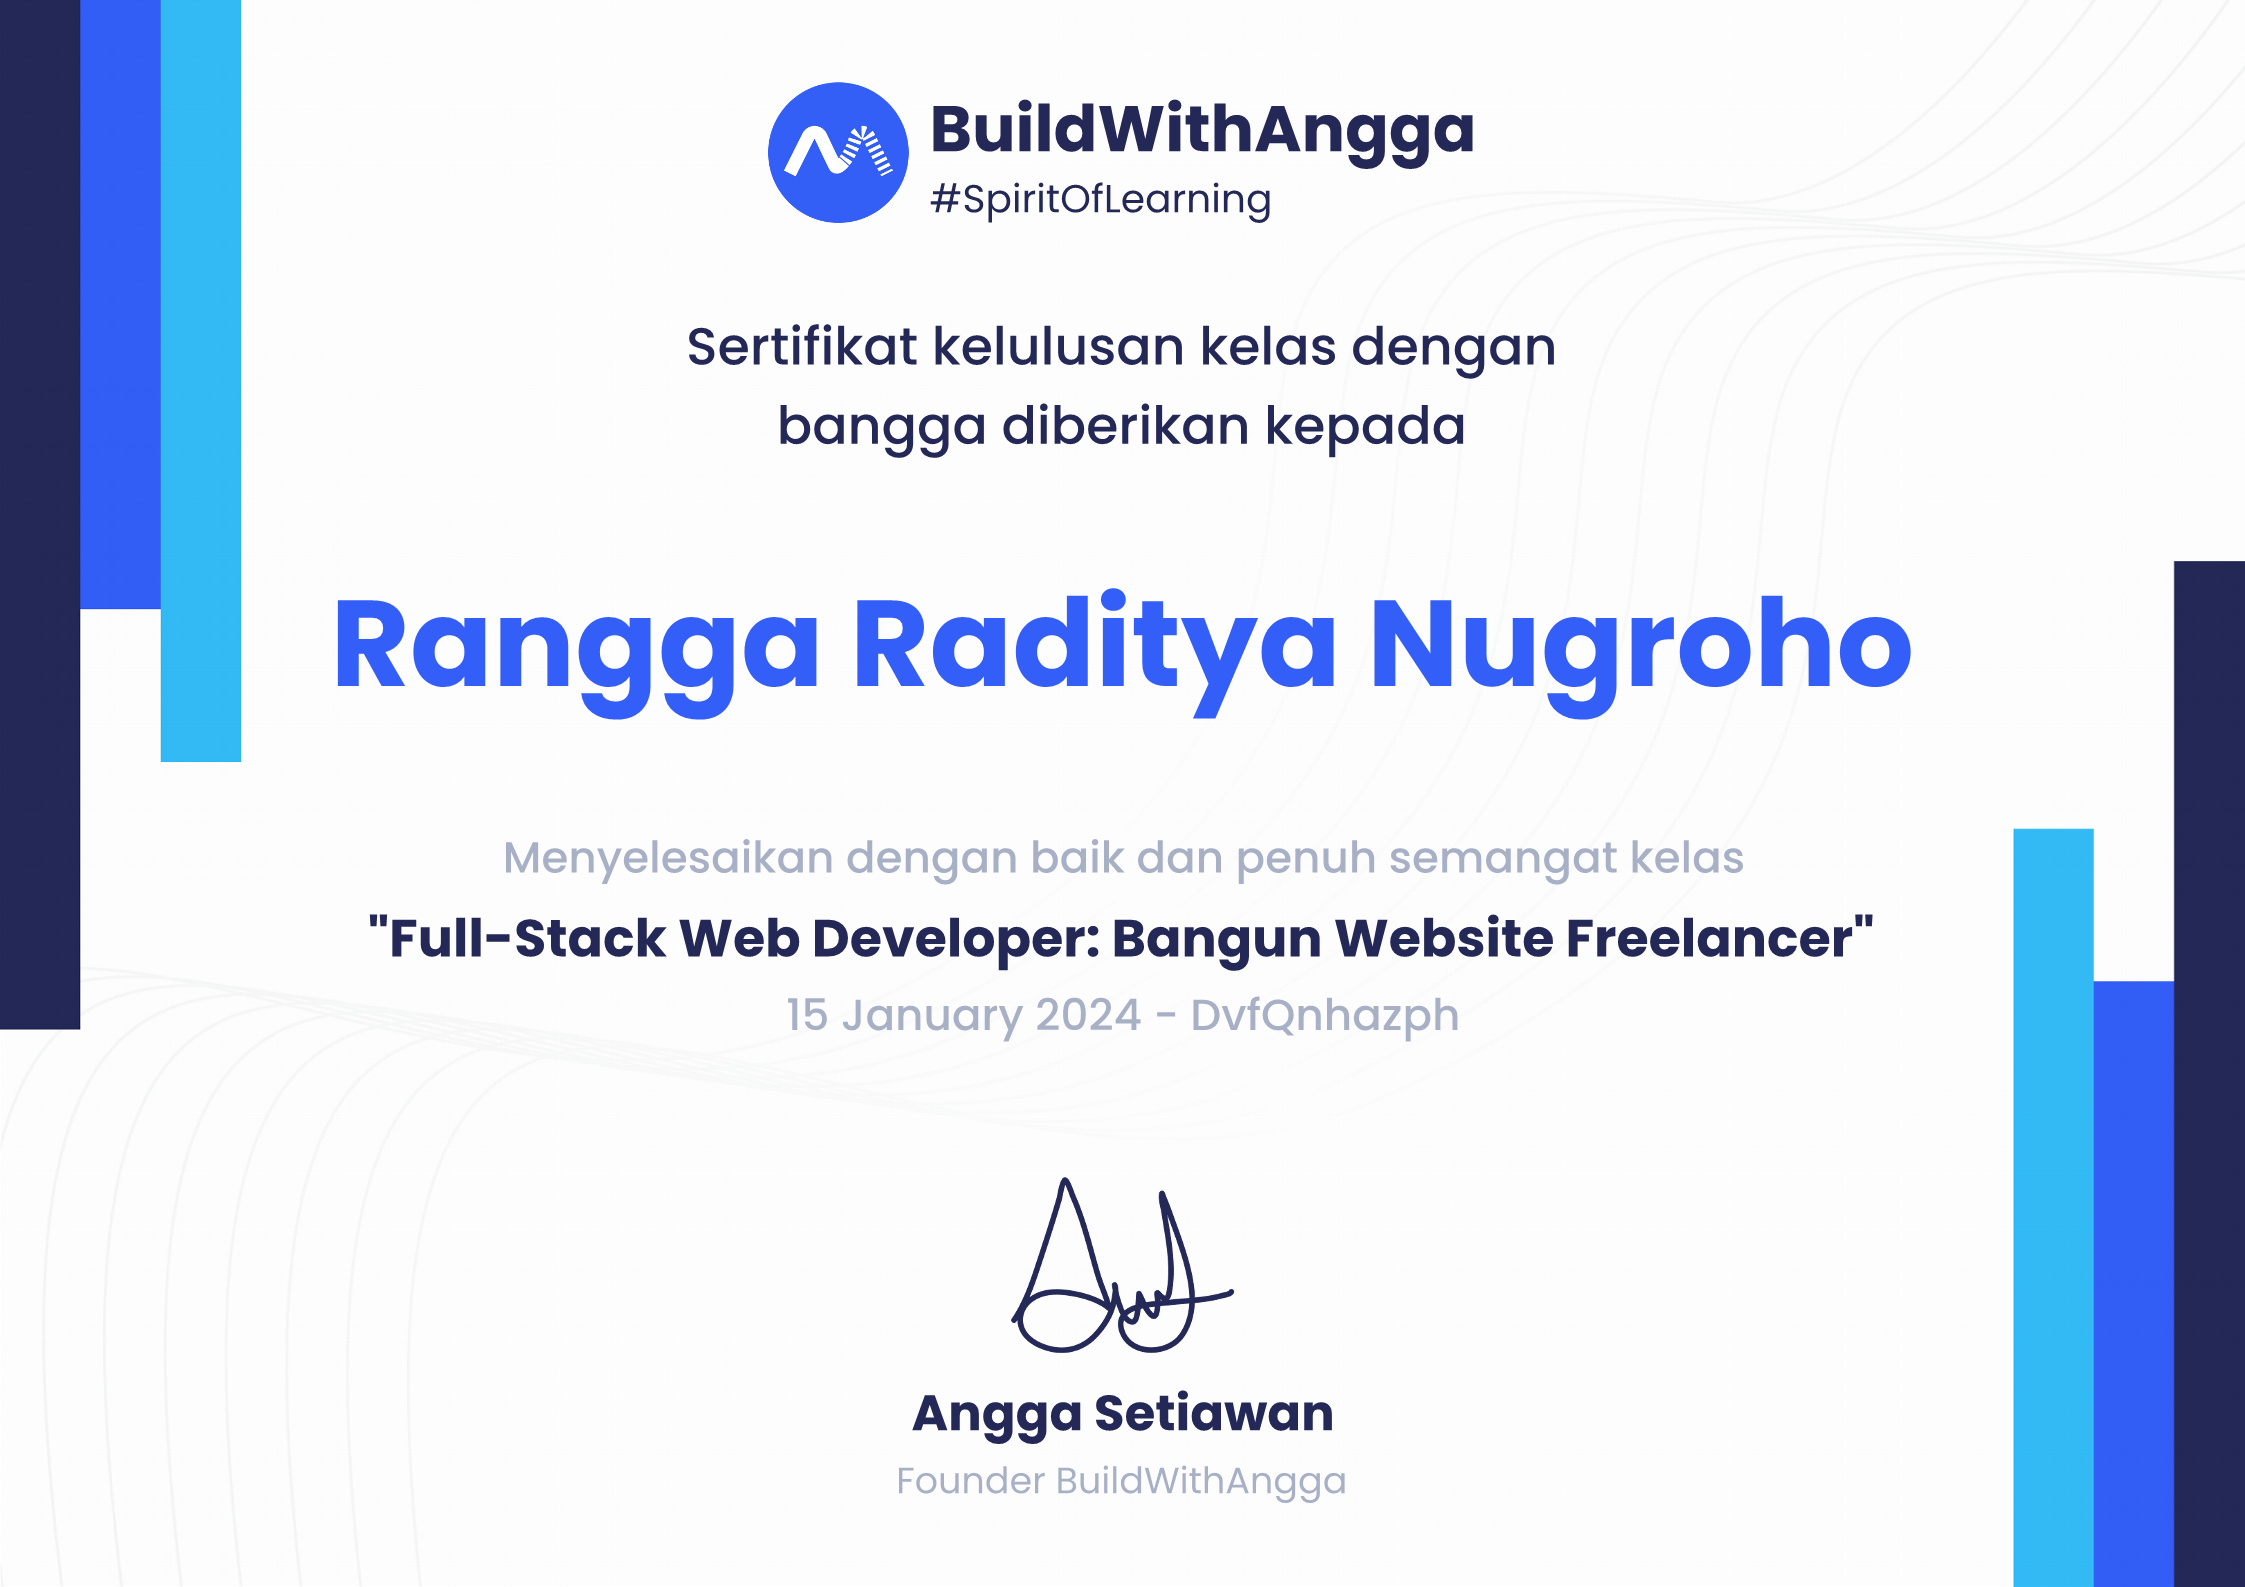 BuildWithAngga
#SpiritOfLearning
Sertifikat kelulusan kelas dengan
bangga diberikan kepada
Rangga Raditya Nugroho
Menyelesaikan dengan baik dan penuh semangat kelas
"Full-Stack Web Developer: Bangun Website Freelancer"
15 January 2024 - DvfQnhazph
Angga Setiawan
Founder BuildWithAngga